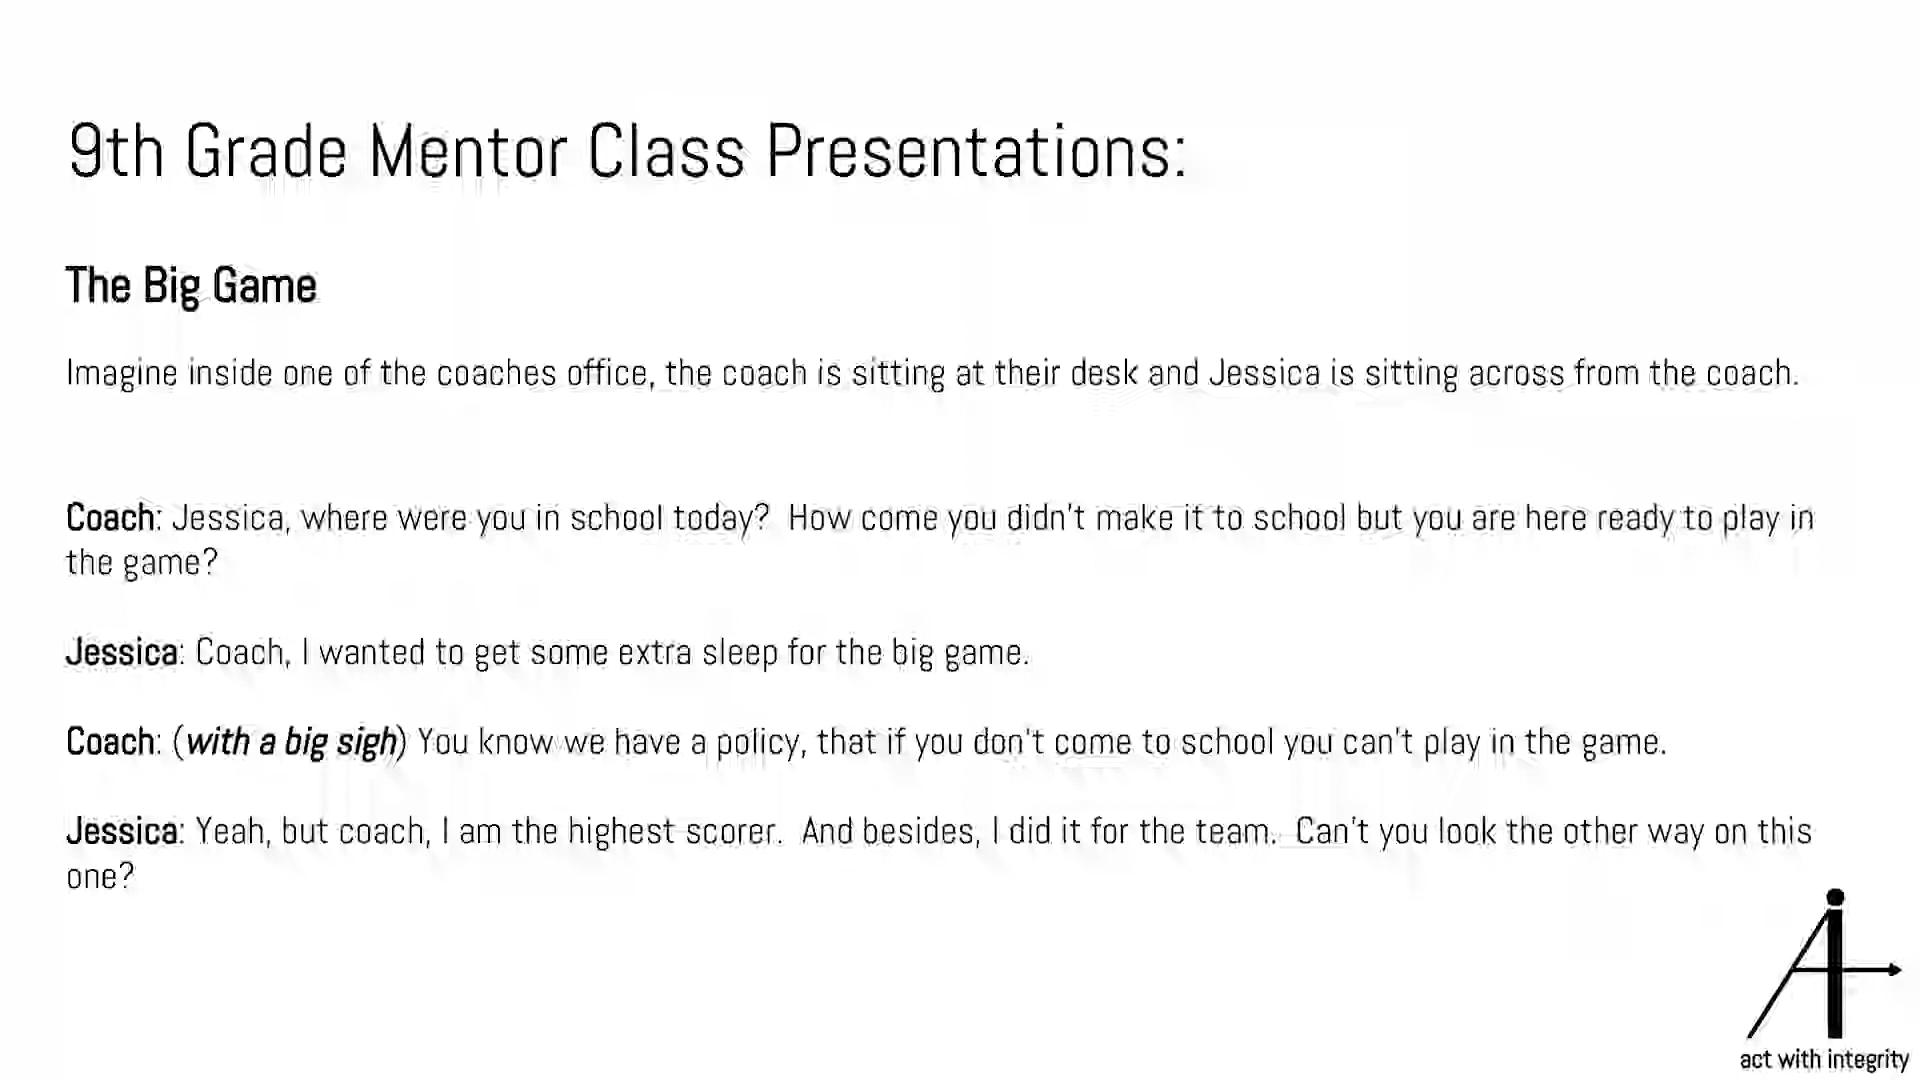 9th Grade Mentor Class Presentations:
The Big Game
Imagine inside one of the coaches office, the coach is sitting at their desk and Jessica is sitting across from the coach.
Coach: Jessica, where were you in school today?  How come you didn't make it to school but you are here ready to play in
the game?
Jessica: Coach, I wanted to get some extra sleep for the big game.
Coach: (with a big sigh) You know we have a policy, that if you don't come to school you can't play in the game.
Jessica: Yeah, but coach, I am the highest scorer.  And besides, I did it for the team.  Can't you look the other way on this
one?
Ai
act with integrity